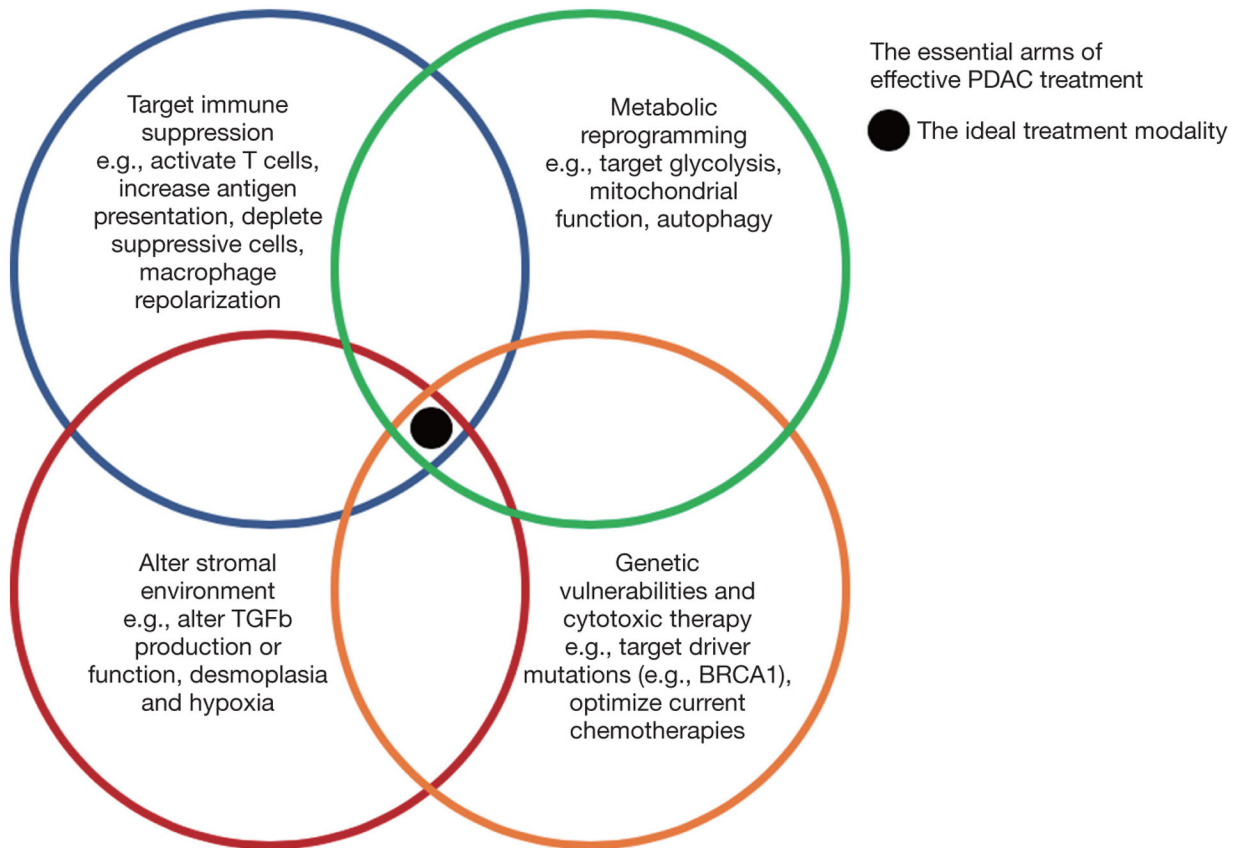 Target immune
suppression
e.g., activate T cells,
increase antigen
presentation, deplete
suppressive cells,
macrophage
repolarization
Metabolic
reprogramming
e.g., target glycolysis,
mitochondrial
function, autophagy
The essential arms of
effective PDAC treatment
The ideal treatment modality
Alter stromal
environment
e.g., alter TGFb
production or
function, desmoplasia
and hypoxia
Genetic
vulnerabilities and
cytotoxic therapy
e.g., target driver
mutations (e.g., BRCA1),
optimize current
chemotherapies